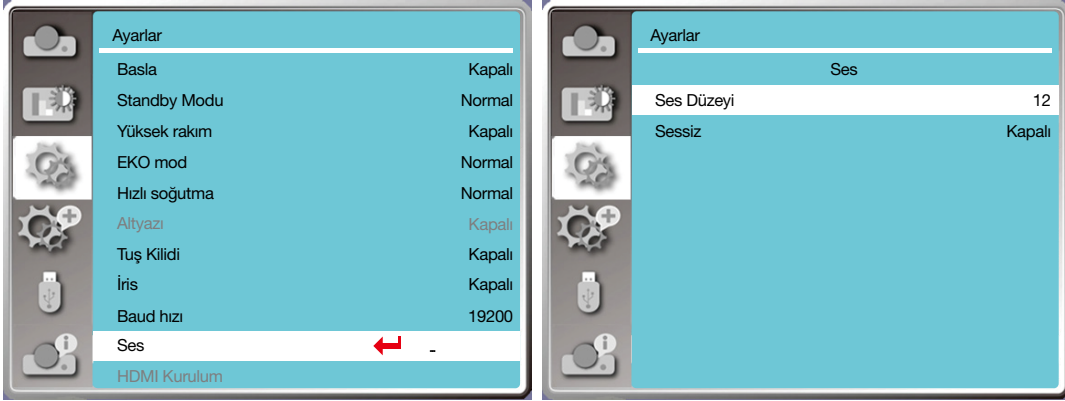 Ayarlar
Basla Kapalı
Standby Modu Normal
Yüksek rakım Kapalı
EKO mod Normal
Hızlı soğutma Normal
Altyazı Kapalı
Tuş Kilidi Kapalı
İris Kapalı
Baud hızı 19200
Ses -
HDMI Kurulum
Ayarlar
Ses
Ses Düzeyi 12
Sessiz Kapalı